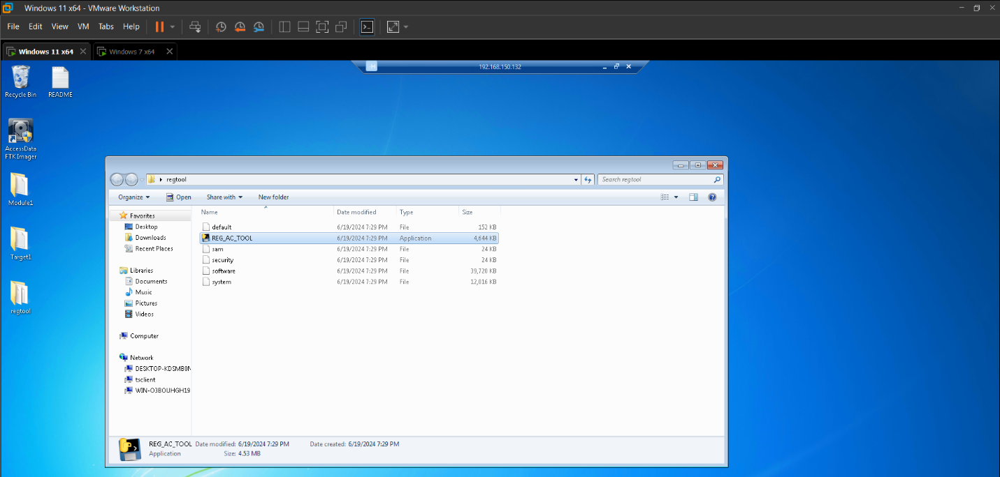 Windows 11 x64 - VMware Workstation
File Edit View VM Tabs Help
Windows 11 x64 Windows 7 x64
192.168.150.132
Recycle Bin README
AccessData
FTK Imager
Module1
Target1
regtool
regtool Search regtool
Organize Open Share with New folder
Favorites
Desktop
Downloads
Recent Places
Libraries
Documents
Music
Pictures
Videos
Computer
Network
DESKTOP-KDSMB0N
tsclient
WIN-O3BOUHGH19
Name Date modified Type Size
default 6/19/2024 7:29 PM File 152 KB
REG_AC_TOOL 6/19/2024 7:29 PM Application 4,644 KB
sam 6/19/2024 7:29 PM File 24 KB
security 6/19/2024 7:29 PM File 24 KB
software 6/19/2024 7:29 PM File 39,720 KB
system 6/19/2024 7:29 PM File 12,016 KB
REG_AC_TOOL Date modified: 6/19/2024 7:29 PM Date created: 6/19/2024 7:29 PM
Application Size: 4.53 MB